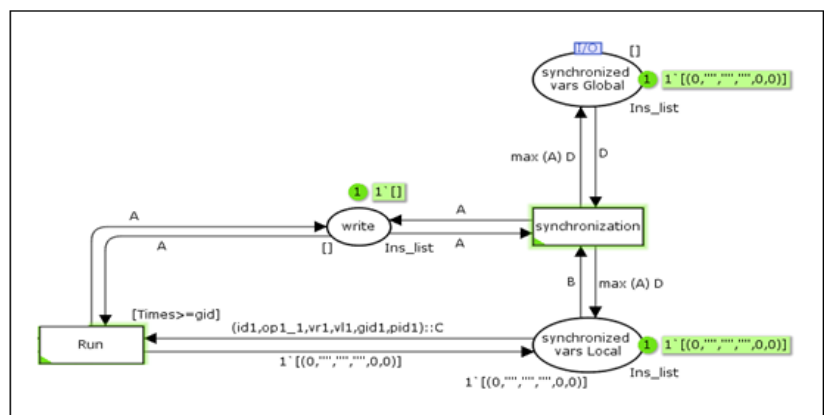 I/O
[]
synchronized
vars Global
1 1`[(0,"","","",0,0)]
Ins_list
max (A) D
D
1 1`[]
A
A
write
A
A
[]
Ins_list
synchronization
B
max (A) D
[Times>=gid]
Run
(id1,op1_1,vr1,vl1,gid1,pid1)::C
1`[(0,"","","",0,0)]
synchronized
vars Local
1 1`[(0,"","","",0,0)]
Ins_list
1`[(0,"","","",0,0)]